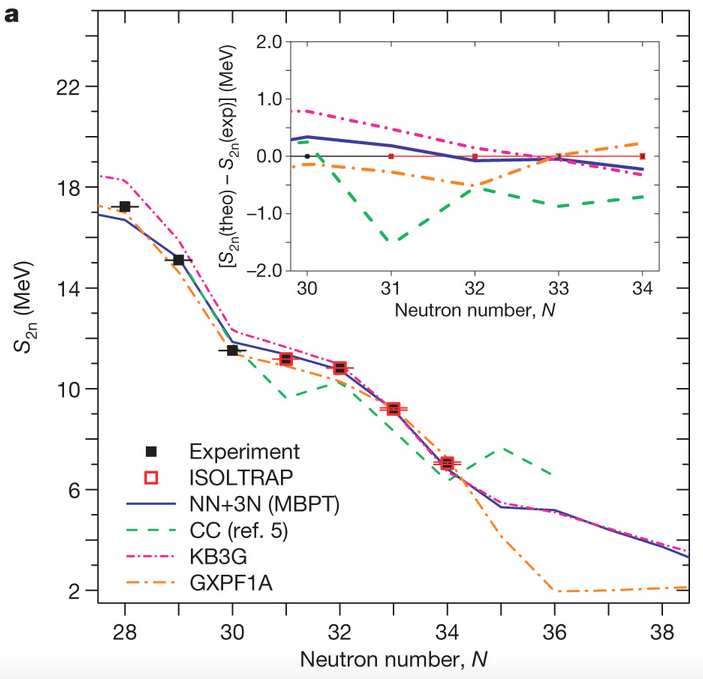 a
22
18
14
10
6
2
S2n (MeV)
28
30
32
34
36
38
Neutron number, N
2.0
1.0
0.0
−1.0
−2.0
[S2n(theo) − S2n(exp)] (MeV)
30
31
32
33
34
Neutron number, N
Experiment
ISOLTRAP
NN+3N (MBPT)
CC (ref. 5)
KB3G
GXPF1A